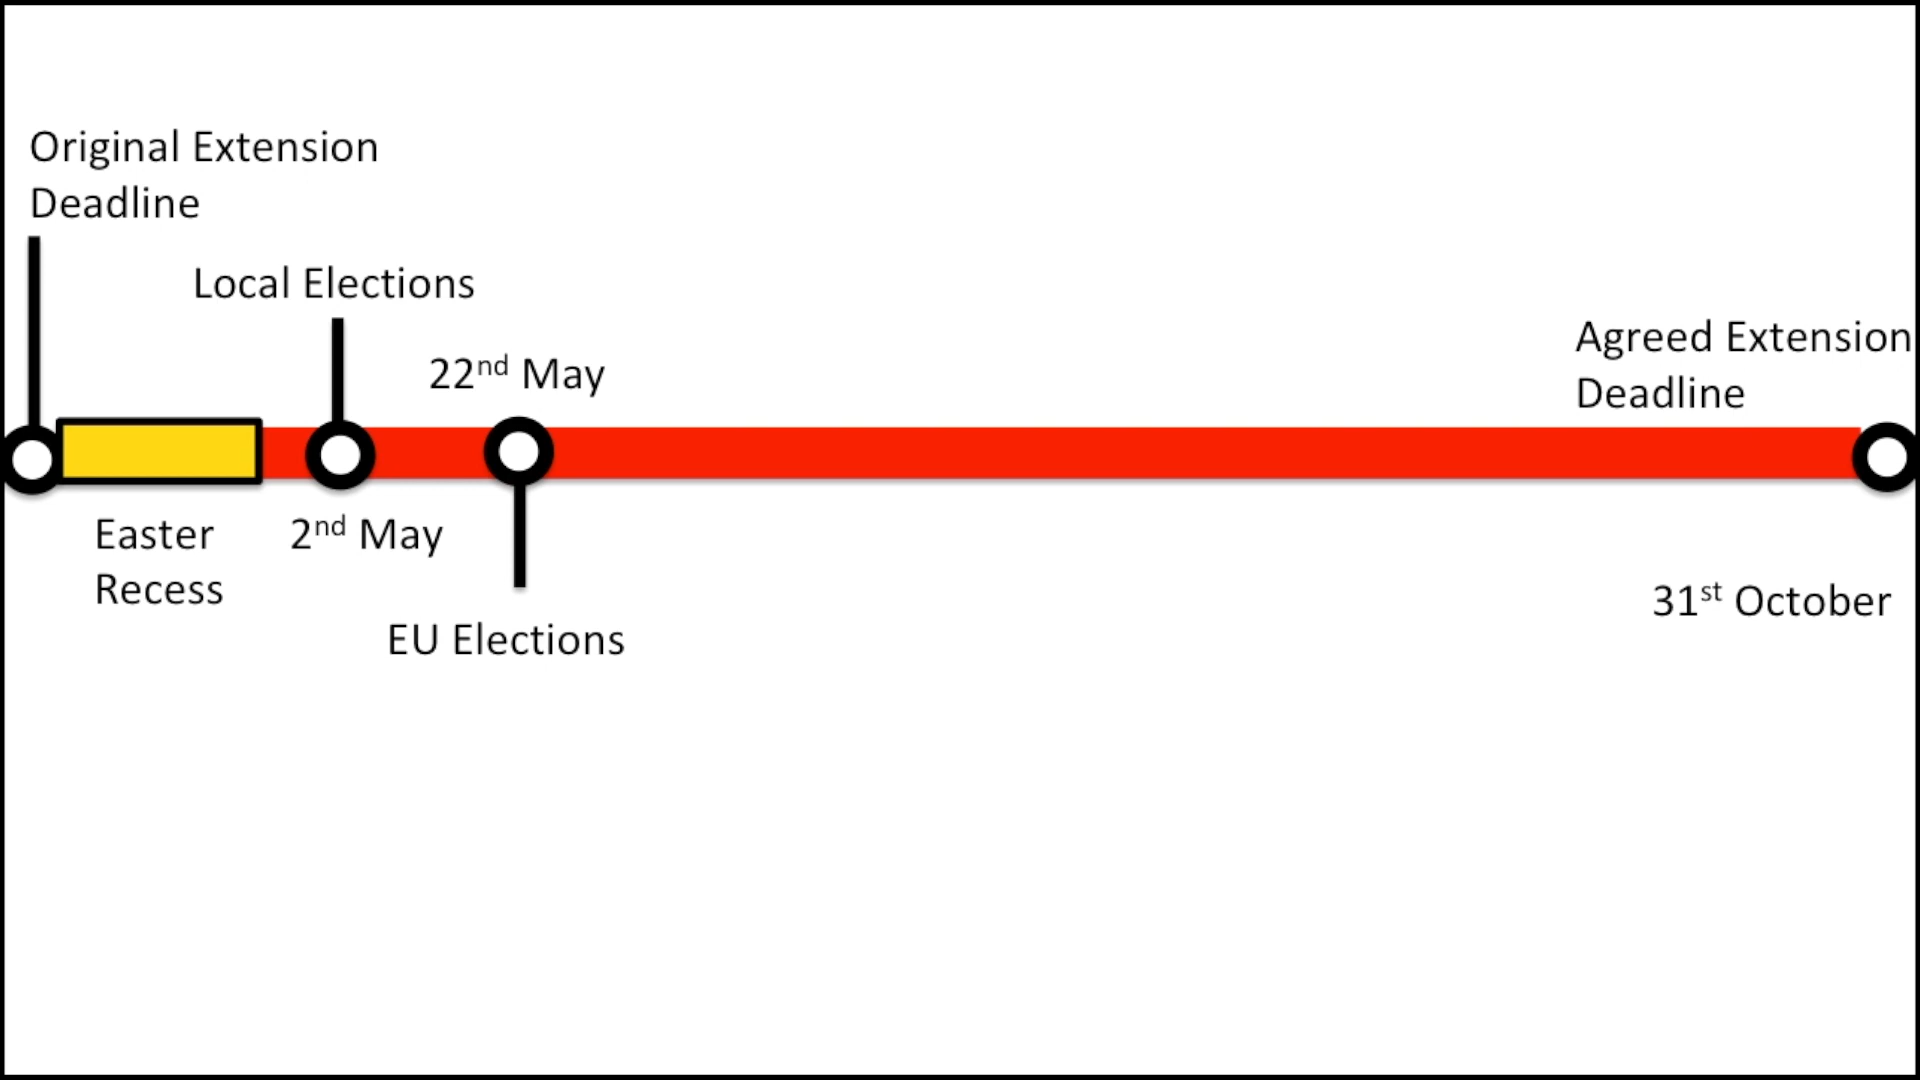 Original Extension
Deadline
Local Elections
22nd May
Agreed Extension
Deadline
Easter
Recess
2nd May
31st October
EU Elections